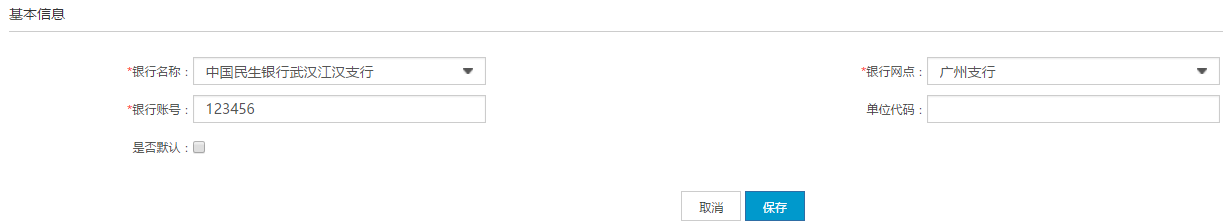 基本信息
*银行名称： 中国民生银行武汉江汉支行 *银行网点： 广州支行
*银行账号： 123456 单位代码：
是否默认：
取消 保存